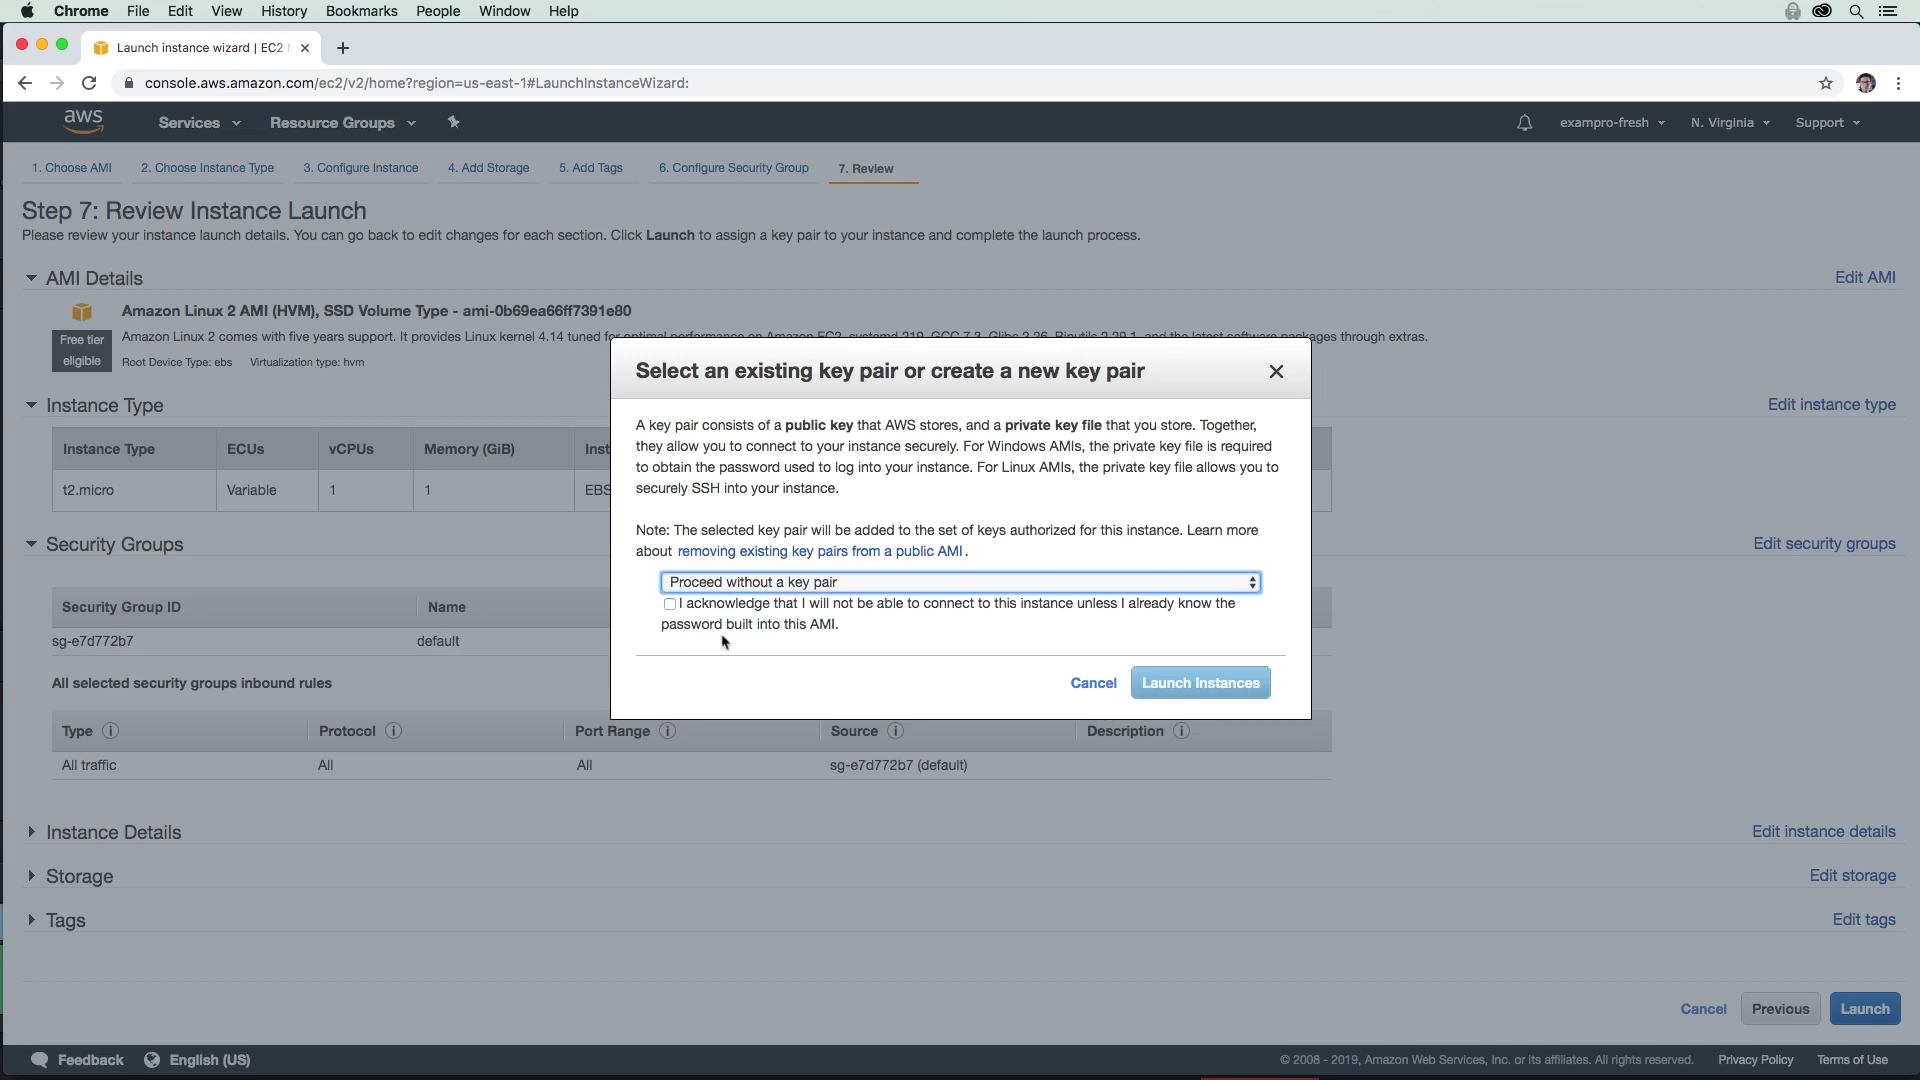 Chrome File Edit View History Bookmarks People Window Help
Launch instance wizard | EC2
console.aws.amazon.com/ec2/v2/home?region=us-east-1#LaunchInstanceWizard:
aws Services Resource Groups exampro-fresh N. Virginia Support
1. Choose AMI 2. Choose Instance Type 3. Configure Instance 4. Add Storage 5. Add Tags 6. Configure Security Group 7. Review
Step 7: Review Instance Launch
Please review your instance launch details. You can go back to edit changes for each section. Click Launch to assign a key pair to your instance and complete the launch process.
AMI Details Edit AMI
Amazon Linux 2 AMI (HVM), SSD Volume Type - ami-0b69ea66ff7391e80
Free tier eligible
Amazon Linux 2 comes with five years support. It provides Linux kernel 4.14 tuned for optimal performance on Amazon EC2, systemd 219, GCC 7.3, Glibc 2.26, Binutils 2.29.1, and the latest software packages through extras.
Root Device Type: ebs Virtualization type: hvm
Select an existing key pair or create a new key pair
A key pair consists of a public key that AWS stores, and a private key file that you store. Together,
they allow you to connect to your instance securely. For Windows AMIs, the private key file is required
to obtain the password used to log into your instance. For Linux AMIs, the private key file allows you to
securely SSH into your instance.
Note: The selected key pair will be added to the set of keys authorized for this instance. Learn more
about removing existing key pairs from a public AMI.
Proceed without a key pair
I acknowledge that I will not be able to connect to this instance unless I already know the
password built into this AMI.
Cancel Launch Instances
Instance Type Edit instance type
Instance Type ECUs vCPUs Memory (GiB) Inst
t2.micro Variable 1 1 EBS
Security Groups Edit security groups
Security Group ID Name
sg-e7d772b7 default
All selected security groups inbound rules
Type Protocol Port Range Source Description
All traffic All All sg-e7d772b7 (default)
Instance Details Edit instance details
Storage Edit storage
Tags Edit tags
Cancel Previous Launch
Feedback English (US) © 2008 - 2019, Amazon Web Services, Inc. or its affiliates. All rights reserved. Privacy Policy Terms of Use